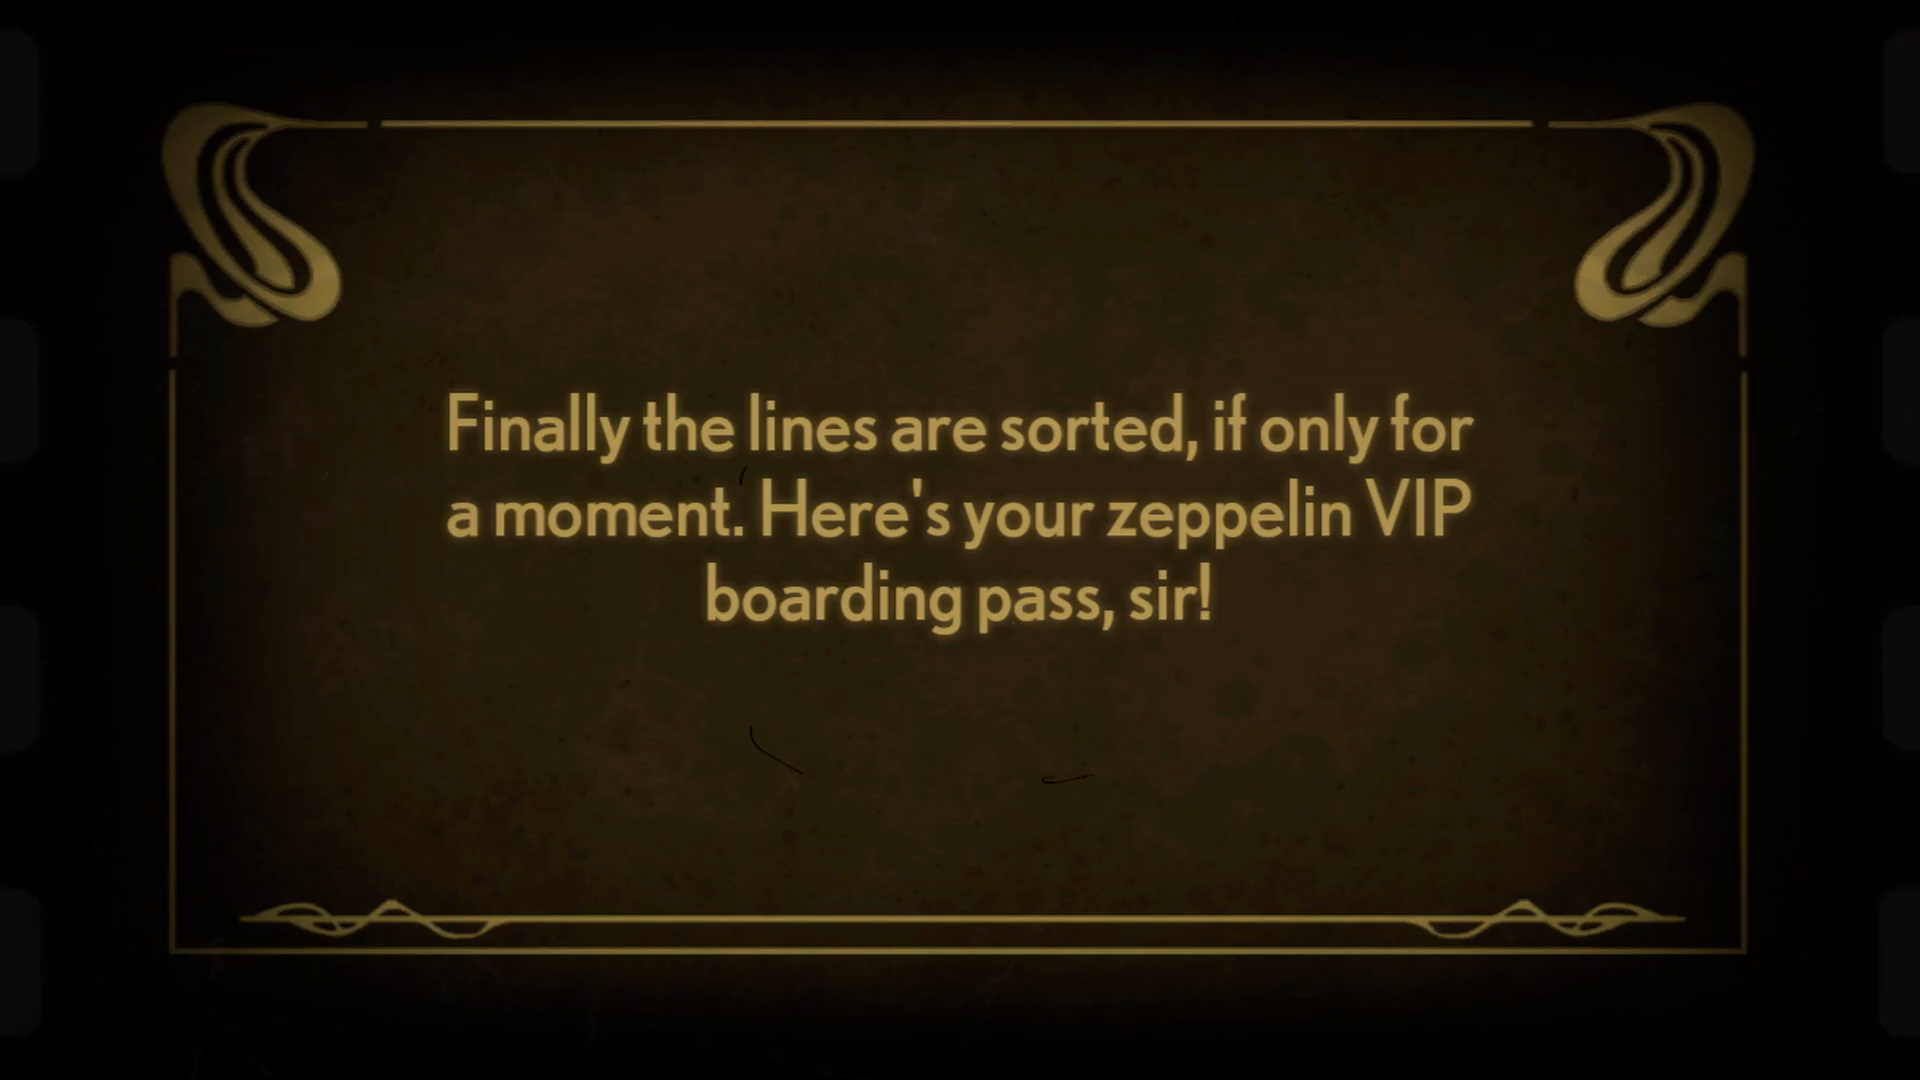 Finally the lines are sorted, if only for
a moment. Here's your zeppelin VIP
boarding pass, sir!